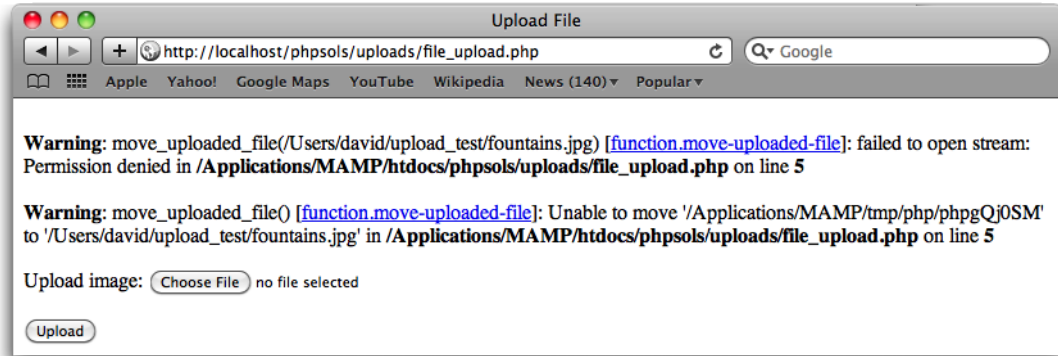 Upload File
http://localhost/phpsols/uploads/file_upload.php
Google
Apple Yahoo! Google Maps YouTube Wikipedia News (140) Popular
Warning: move_uploaded_file(/Users/david/upload_test/fountains.jpg) [function.move-uploaded-file]: failed to open stream:
Permission denied in /Applications/MAMP/htdocs/phpsols/uploads/file_upload.php on line 5
Warning: move_uploaded_file() [function.move-uploaded-file]: Unable to move '/Applications/MAMP/tmp/php/phpgQj0SM'
to '/Users/david/upload_test/fountains.jpg' in /Applications/MAMP/htdocs/phpsols/uploads/file_upload.php on line 5
Upload image: Choose File no file selected
Upload